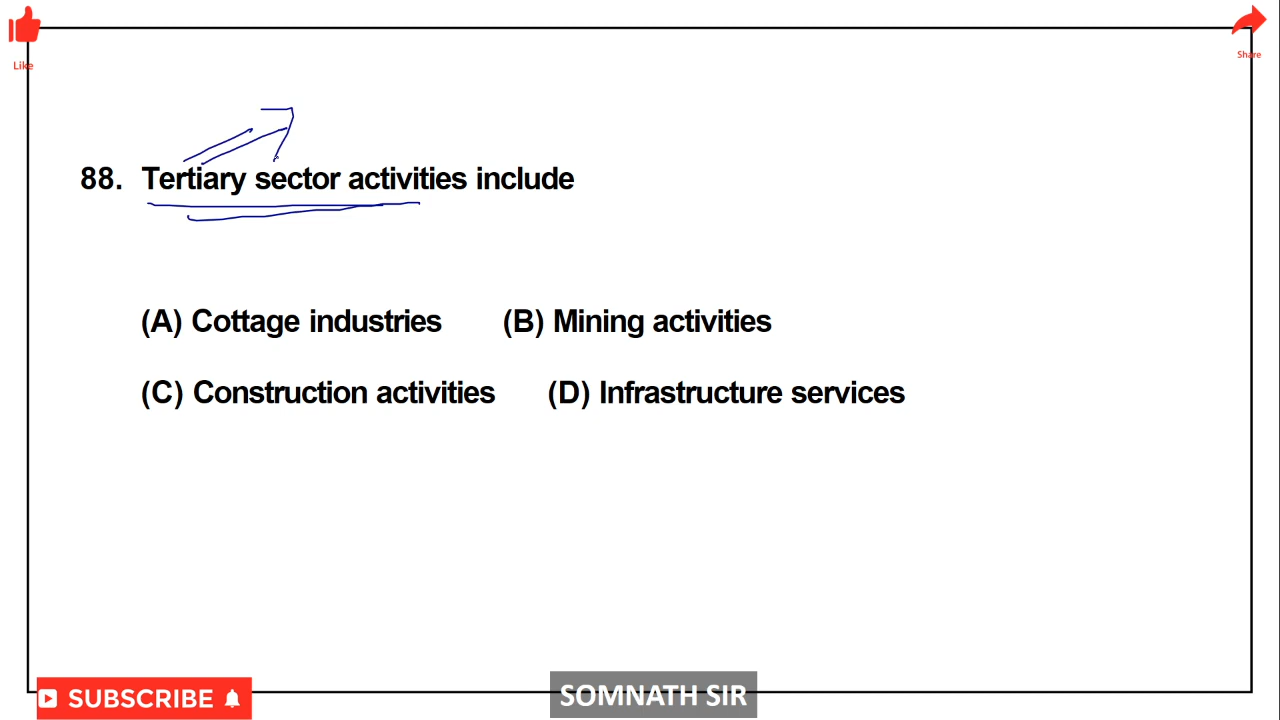 Like
Share
88. Tertiary sector activities include
(A) Cottage industries (B) Mining activities
(C) Construction activities (D) Infrastructure services
SUBSCRIBE
SOMNATH SIR